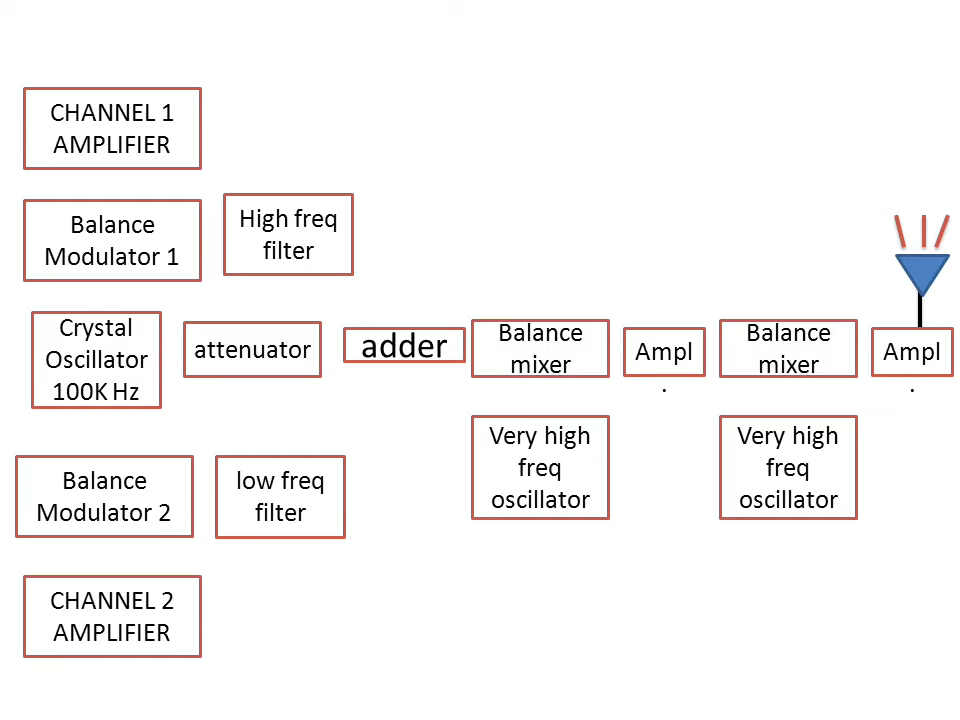 CHANNEL 1
AMPLIFIER
Balance
Modulator 1
High freq
filter
Crystal
Oscillator
100K Hz
attenuator
adder
Balance
mixer
Ampl
.
Balance
mixer
Ampl
.
Very high
freq
oscillator
Very high
freq
oscillator
Balance
Modulator 2
low freq
filter
CHANNEL 2
AMPLIFIER